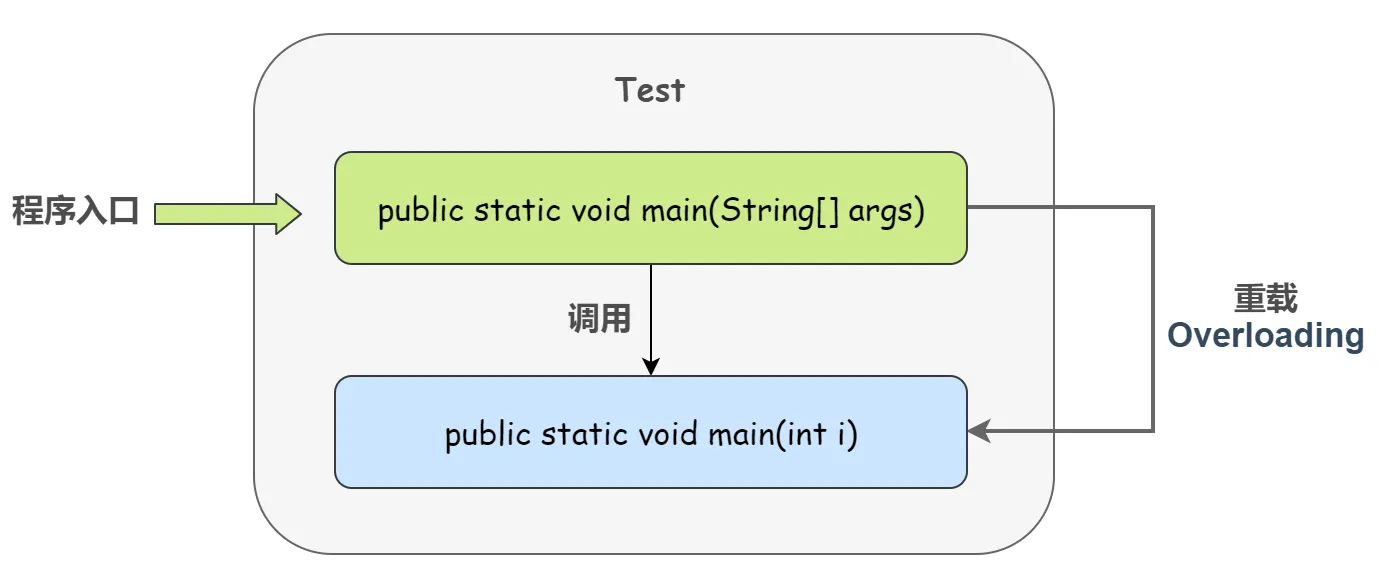 Test
程序入口
public static void main(String[] args)
调用
重载
Overloading
public static void main(int i)